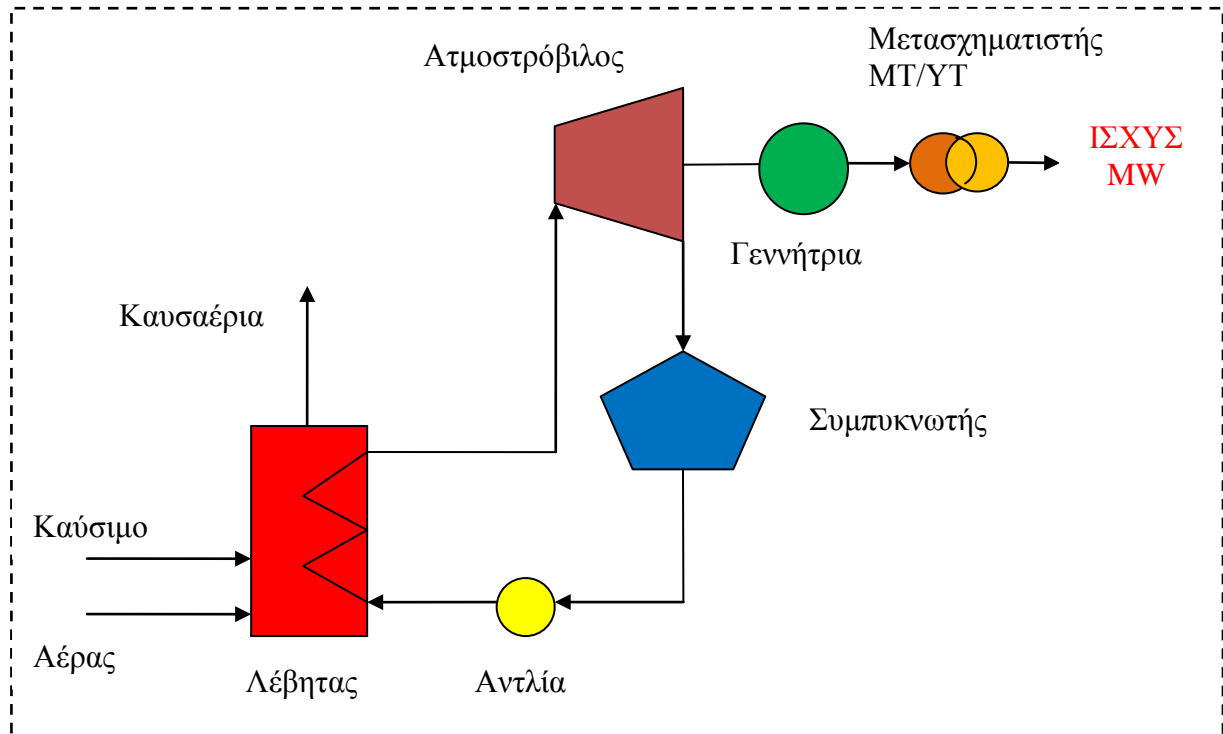 Ατμοστρόβιλος
Μετασχηματιστής
ΜΤ/ΥΤ
ΙΣΧΥΣ
MW
Γεννήτρια
Καυσαέρια
Συμπυκνωτής
Καύσιμο
Αέρας
Λέβητας
Αντλία